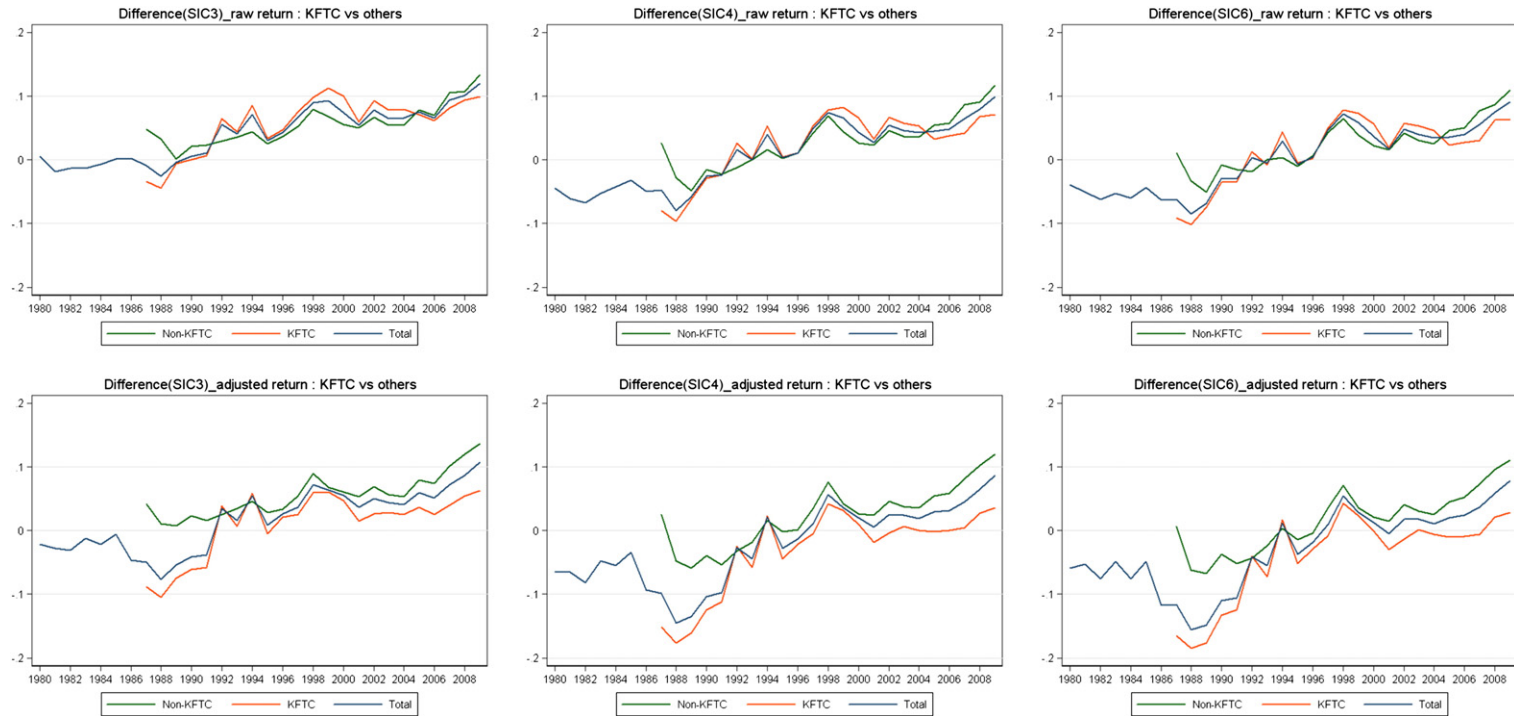 Difference(SIC3)_raw return : KFTC vs others
.2
.1
0
-.1
-.2
1980 1982 1984 1986 1988 1990 1992 1994 1996 1998 2000 2002 2004 2006 2008
Non-KFTC KFTC Total
Difference(SIC4)_raw return : KFTC vs others
.2
.1
0
-.1
-.2
1980 1982 1984 1986 1988 1990 1992 1994 1996 1998 2000 2002 2004 2006 2008
Non-KFTC KFTC Total
Difference(SIC6)_raw return : KFTC vs others
.2
.1
0
-.1
-.2
1980 1982 1984 1986 1988 1990 1992 1994 1996 1998 2000 2002 2004 2006 2008
Non-KFTC KFTC Total
Difference(SIC3)_adjusted return : KFTC vs others
.2
.1
0
-.1
-.2
1980 1982 1984 1986 1988 1990 1992 1994 1996 1998 2000 2002 2004 2006 2008
Non-KFTC KFTC Total
Difference(SIC4)_adjusted return : KFTC vs others
.2
.1
0
-.1
-.2
1980 1982 1984 1986 1988 1990 1992 1994 1996 1998 2000 2002 2004 2006 2008
Non-KFTC KFTC Total
Difference(SIC6)_adjusted return : KFTC vs others
.2
.1
0
-.1
-.2
1980 1982 1984 1986 1988 1990 1992 1994 1996 1998 2000 2002 2004 2006 2008
Non-KFTC KFTC Total